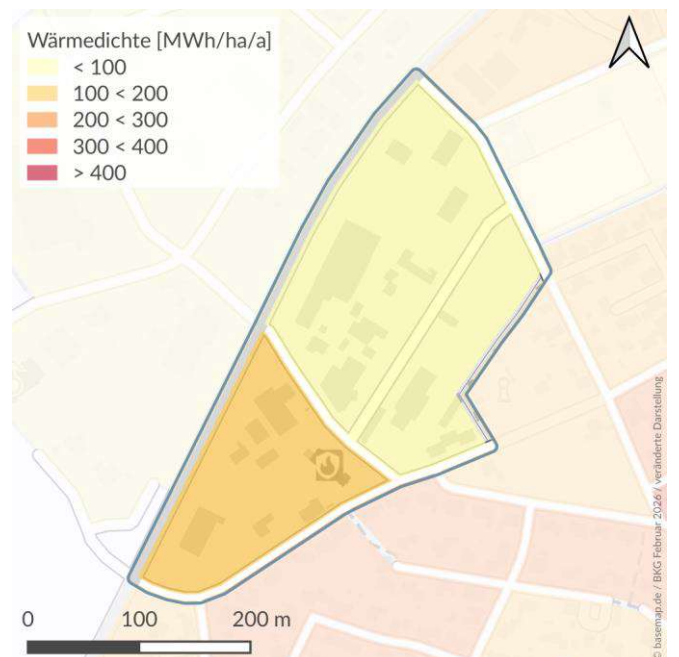 Wärmedichte [MWh/ha/a]
< 100
100 < 200
200 < 300
300 < 400
> 400
0 100 200 m
© basemap.de / BKG Februar 2026 / veränderte Darstellung